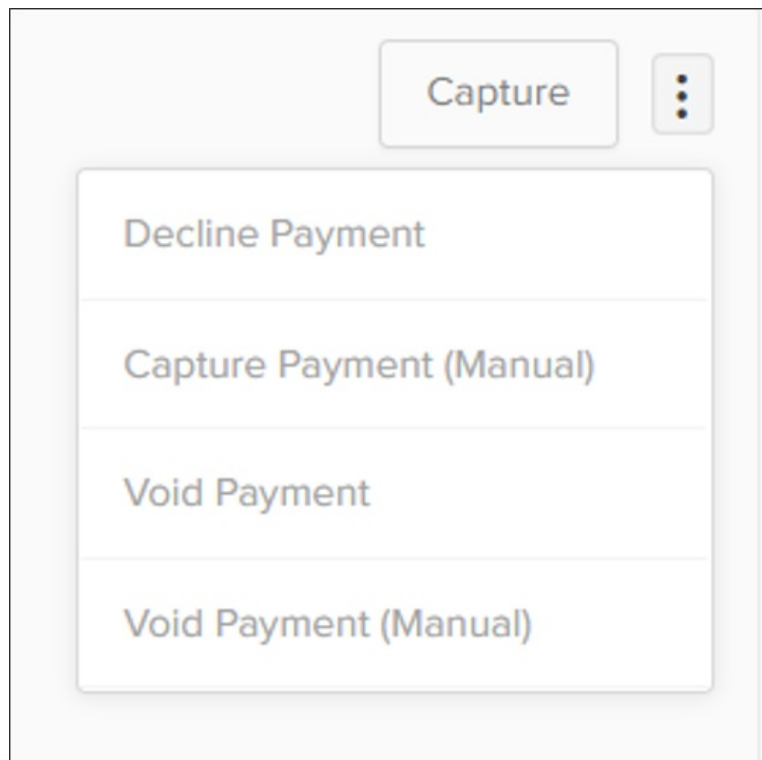 Capture
Decline Payment
Capture Payment (Manual)
Void Payment
Void Payment (Manual)